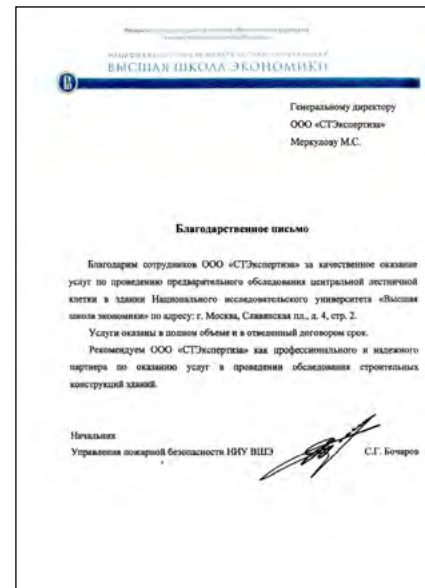 ВЫСШАЯ ШКОЛА ЭКОНОМИКИ
Генеральному директору
ООО «СТЭкспертиза»
Меркулову М.С.
Благодарственное письмо
Благодарим сотрудников ООО «СТЭкспертиза» за качественное оказание
услуг по проведению предварительного обследования центральной лестничной
клетки в здании Национального исследовательского университета «Высшая
школа экономики» по адресу: г. Москва, Славянская пл., д. 4, стр. 2.
Услуги оказаны в полном объеме и в отведенный договором срок.
Рекомендуем ООО «СТЭкспертиза» как профессионального и надежного
партнера по оказанию услуг в проведении обследования строительных
конструкций зданий.
Начальник
Управления пожарной безопасности НИУ ВШЭ С.Г. Бочаров